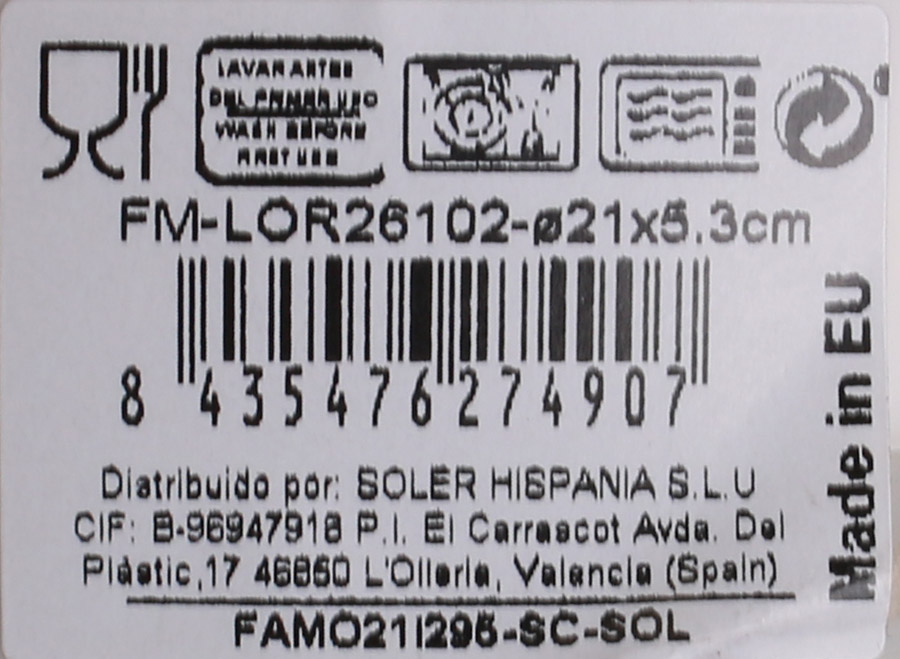 LAVAR ANTES
DEL PRIMER USO
WASH BEFORE
FIRST USE
FM-LOR26102-ø21x5.3cm
8 435476 274907
Made in EU
Distribuido por: SOLER HISPANIA S.L.U
CIF: B-96947918 P.I. El Carrascot Avda. Del
Plàstic,17 46850 L'Olleria, Valencia (Spain)
FAMO21I295-SC-SOL